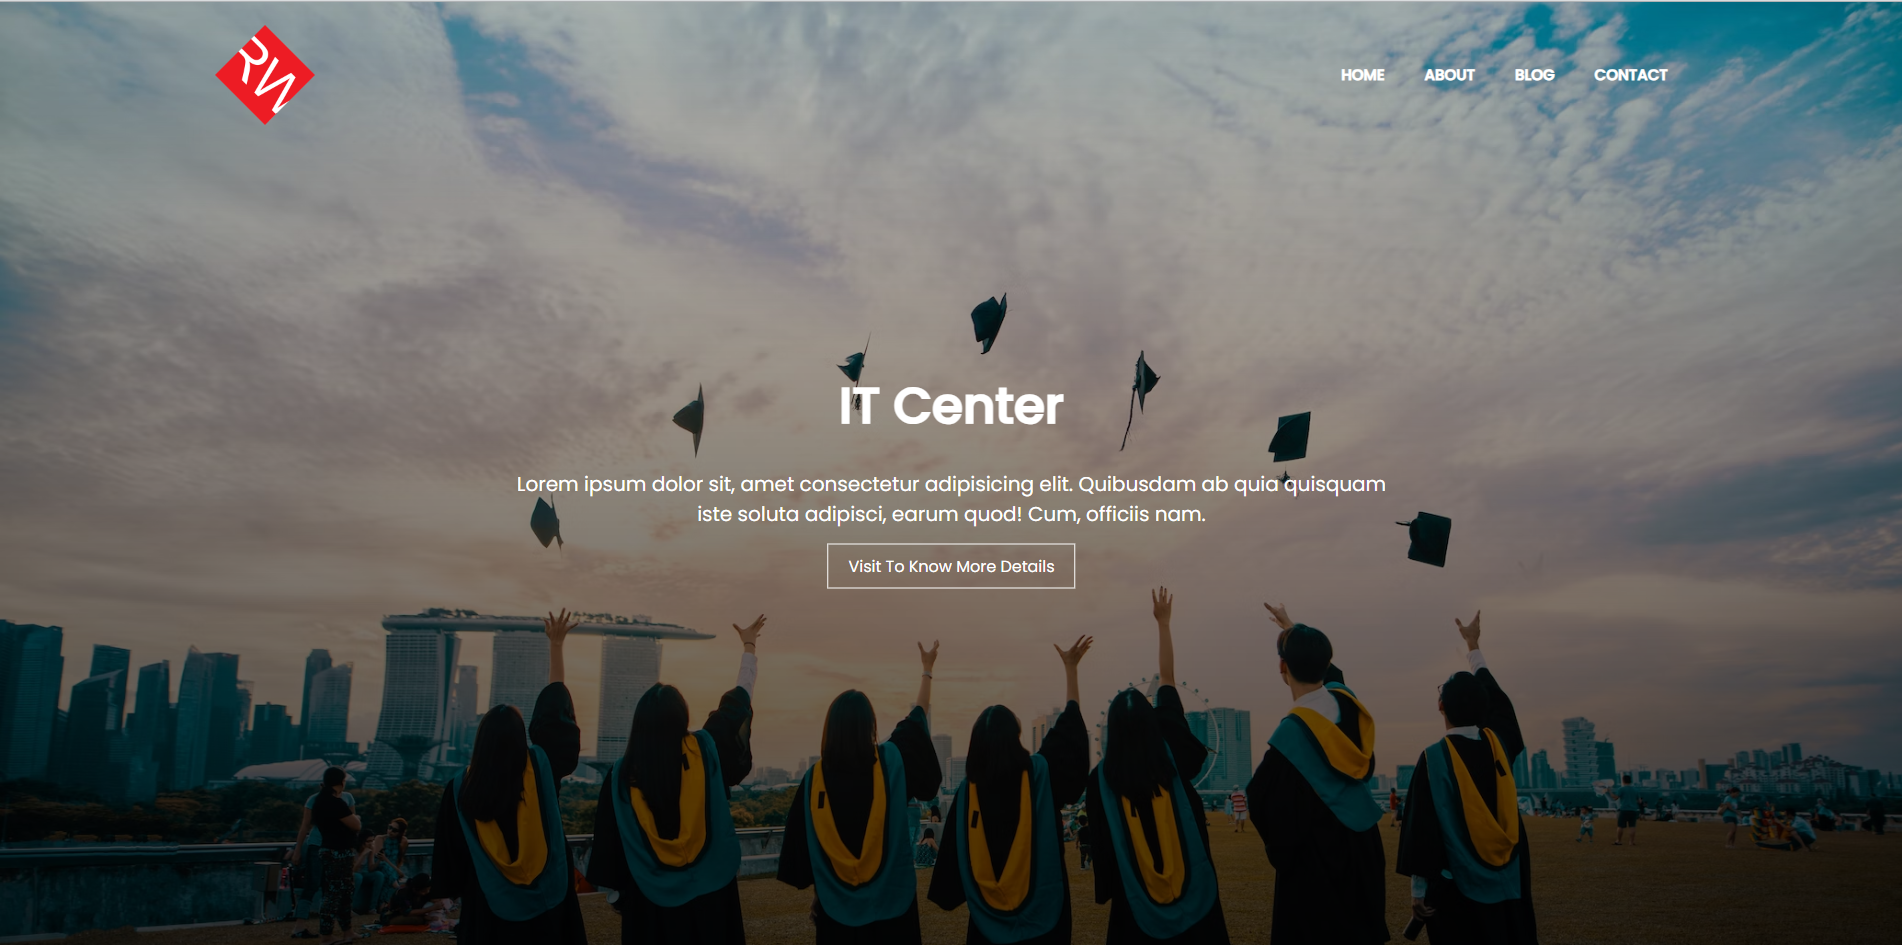 RW
HOME ABOUT BLOG CONTACT
IT Center
Lorem ipsum dolor sit, amet consectetur adipisicing elit. Quibusdam ab quia quisquam
iste soluta adipisci, earum quod! Cum, officiis nam.
Visit To Know More Details